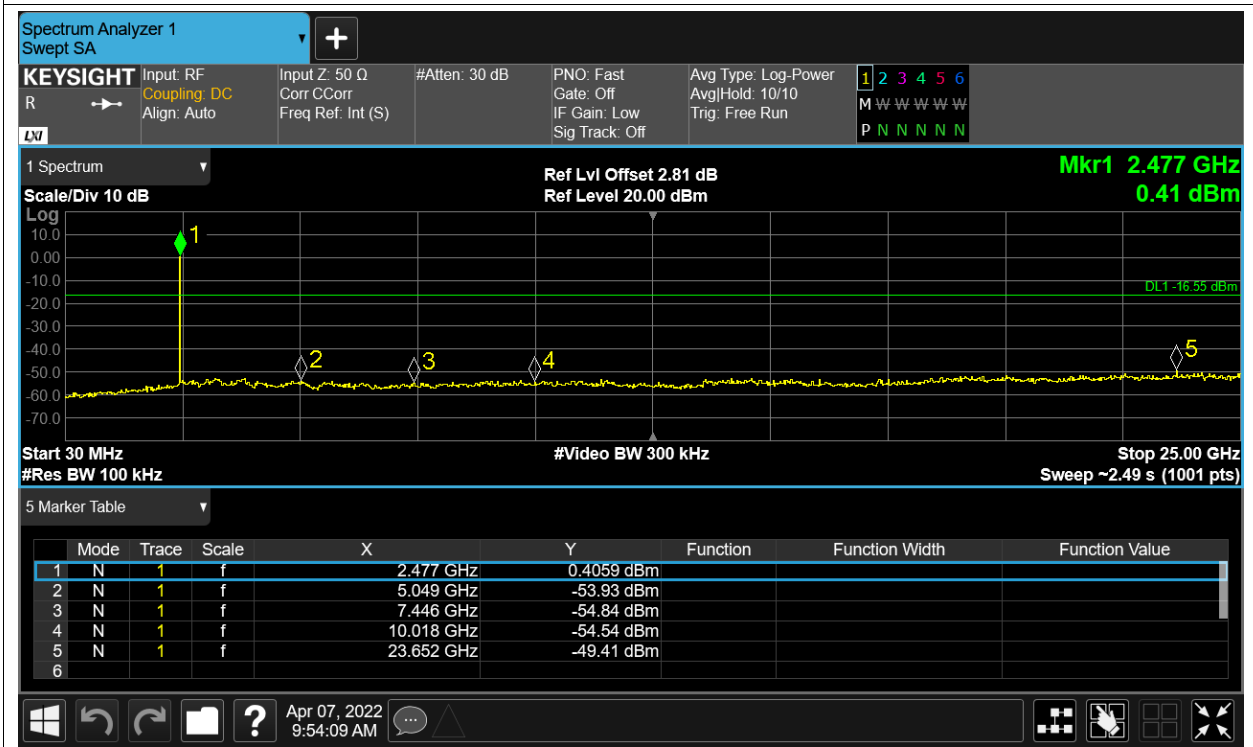 Spectrum Analyzer 1
Swept SA
+
KEYSIGHT Input: RF Input Z: 50 Ω #Atten: 30 dB PNO: Fast Avg Type: Log-Power 1 2 3 4 5 6
R Coupling: DC Corr CCorr Gate: Off Avg|Hold: 10/10 M W W W W W W
Align: Auto Freq Ref: Int (S) IF Gain: Low Trig: Free Run
LXI Sig Track: Off P N N N N N N
1 Spectrum
Ref Lvl Offset 2.81 dB Mkr1 2.477 GHz
Scale/Div 10 dB Ref Level 20.00 dBm 0.41 dBm
Log
10.0
1
0.00
-10.0
DL1 -16.55 dBm
-20.0
-30.0
-40.0
2 3 4 5
-50.0
-60.0
-70.0
Start 30 MHz #Video BW 300 kHz Stop 25.00 GHz
#Res BW 100 kHz Sweep ~2.49 s (1001 pts)
5 Marker Table
Mode Trace Scale X Y Function Function Width Function Value
1 N 1 f 2.477 GHz 0.4059 dBm
2 N 1 f 5.049 GHz -53.93 dBm
3 N 1 f 7.446 GHz -54.84 dBm
4 N 1 f 10.018 GHz -54.54 dBm
5 N 1 f 23.652 GHz -49.41 dBm
6
? Apr 07, 2022
9:54:09 AM